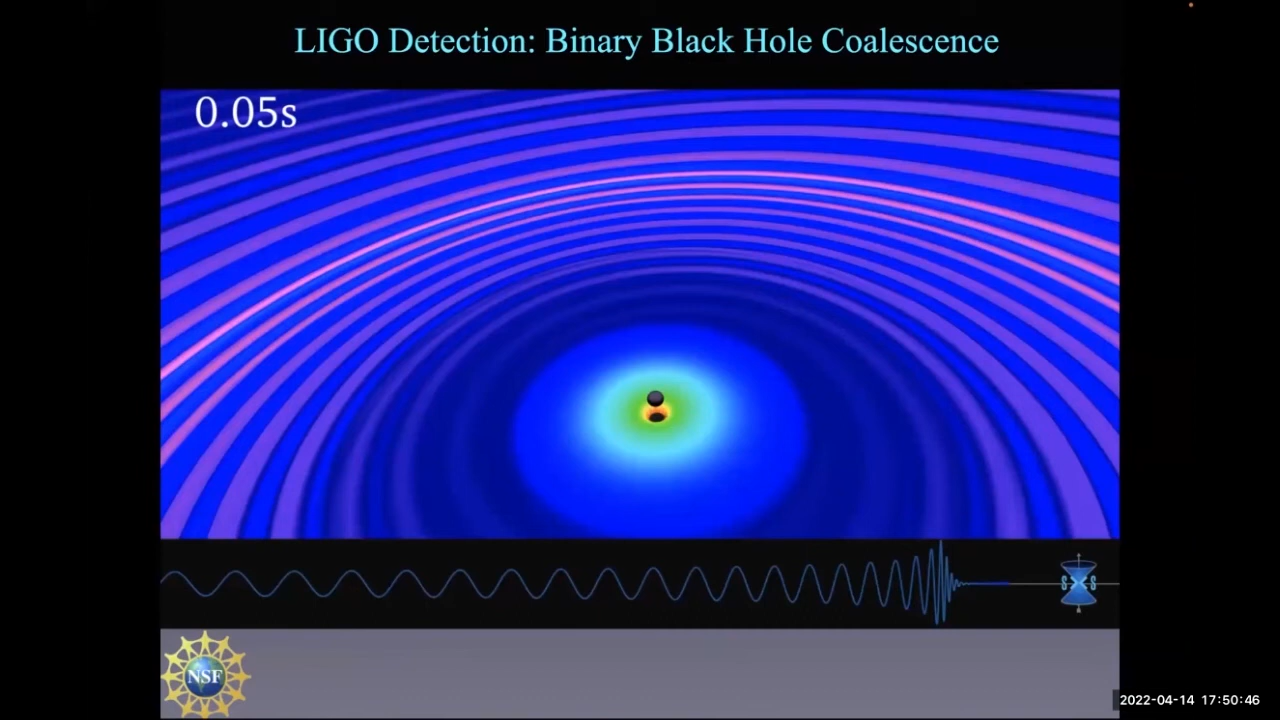 LIGO Detection: Binary Black Hole Coalescence
0.05s
NSF
2022-04-14 17:50:46